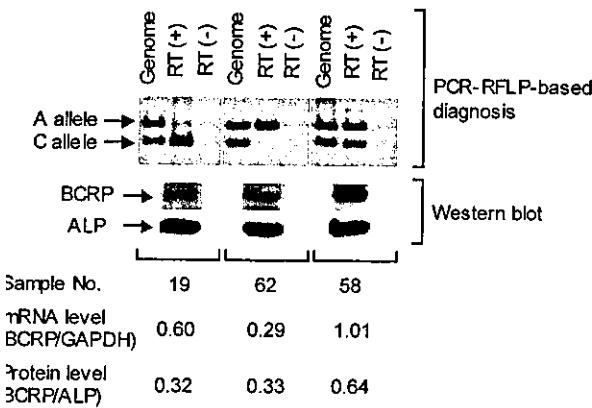 Genome RT (+) RT (-) Genome RT (+) RT (-) Genome RT (+) RT (-)
A allele
C allele
PCR-RFLP-based
diagnosis
BCRP
ALP
Western blot
Sample No. 19 62 58
mRNA level
BCRP/GAPDH) 0.60 0.29 1.01
Protein level
BCRP/ALP) 0.32 0.33 0.64